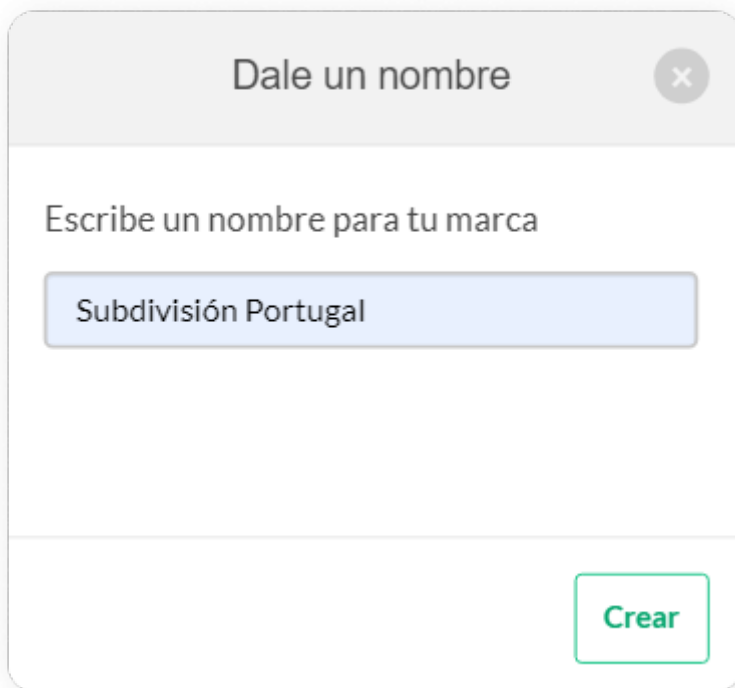 Dale un nombre
Escribe un nombre para tu marca
Subdivisión Portugal
Crear